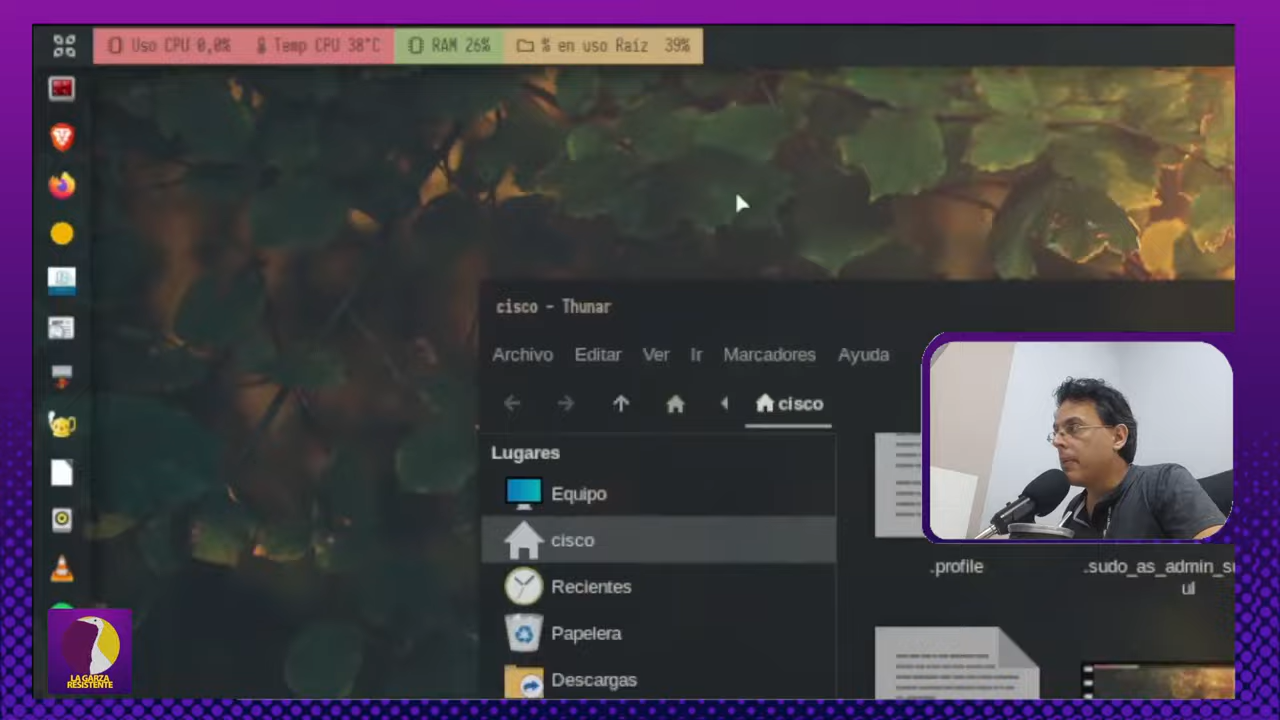 Uso CPU 0,0% Temp CPU 38°C RAM 26% % en uso Raíz 39%
cisco - Thunar
Archivo Editar Ver Ir Marcadores Ayuda
cisco
Lugares
Equipo
cisco
Recientes
Papelera
Descargas
.profile
.sudo_as_admin_su
ul
LA GARZA
RESISTENTE